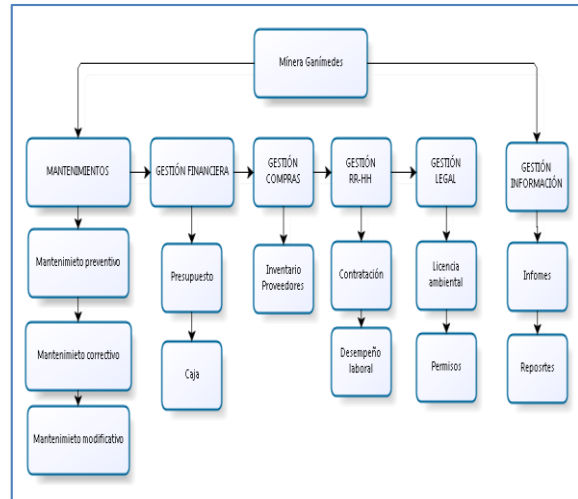 Mínera Ganímedes
MANTENIMIENTOS
GESTIÓN FINANCIERA
GESTIÓN
COMPRAS
GESTIÓN
RR-HH
GESTIÓN
LEGAL
GESTIÓN
INFORMACIÓN
Mantenimieto preventivo
Presupuesto
Inventario
Proveedores
Contratación
Licencia
ambiental
Infomes
Mantenimieto correctivo
Caja
Desempeño
laboral
Permisos
Reposrtes
Mantenimieto modificativo